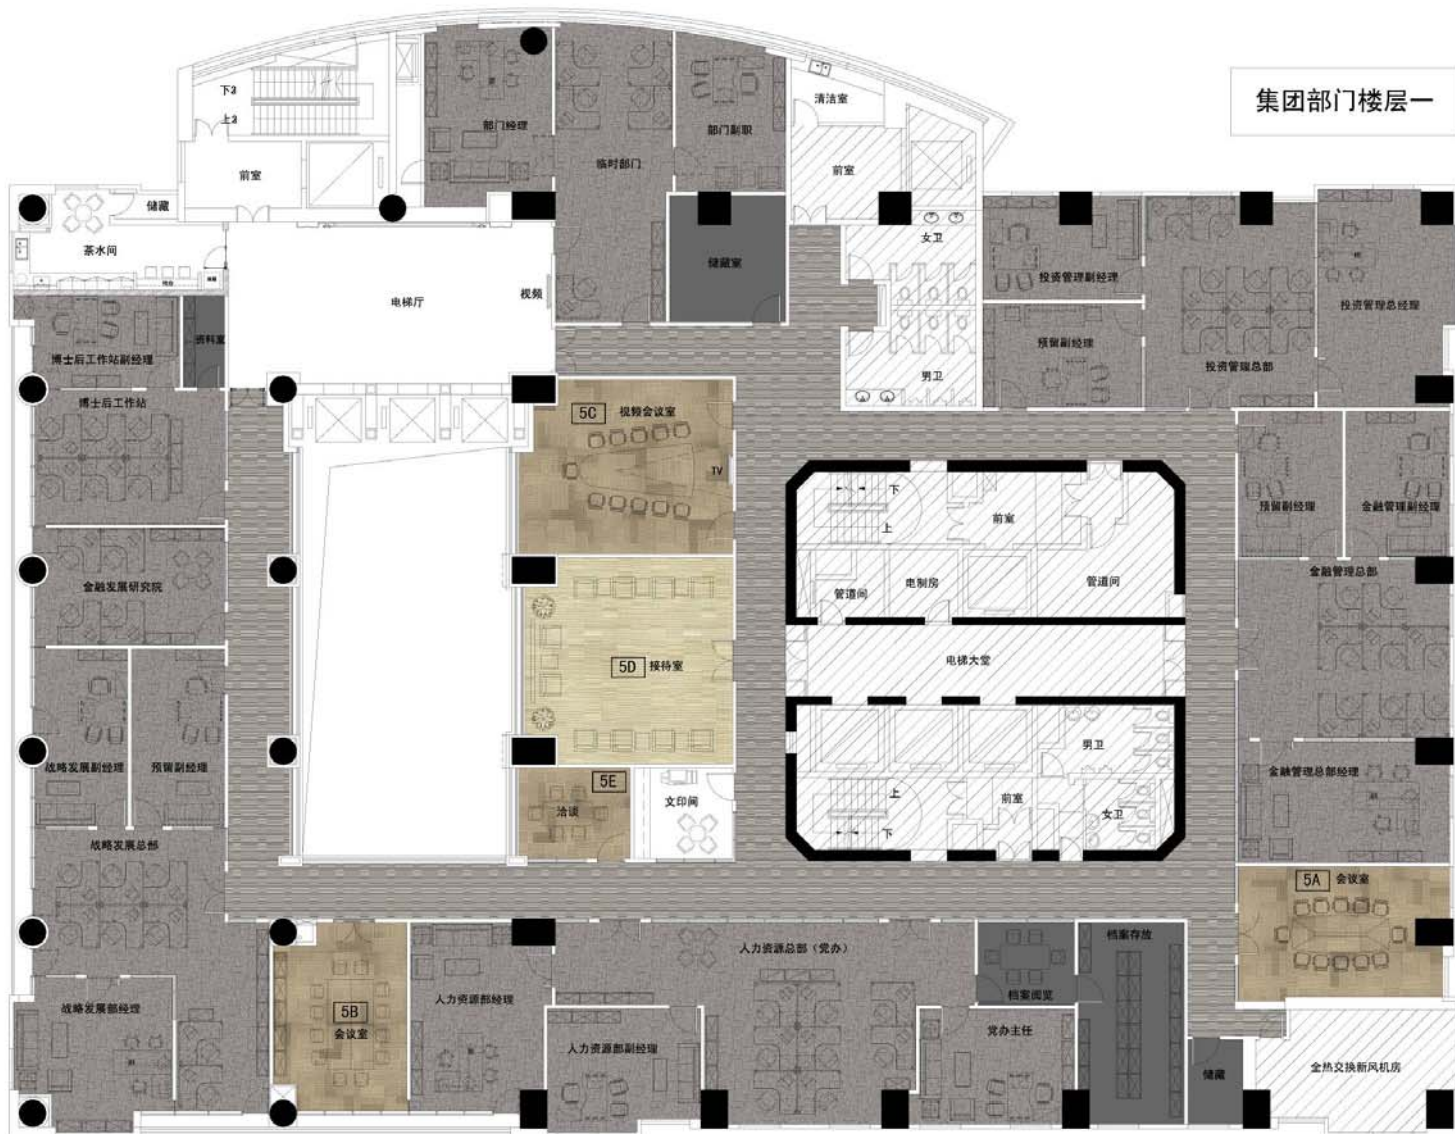 集团部门楼层一
下
上
前室
部门经理
临时部门
部门副职
清洁室
前室
储藏
茶水间
电梯厅
视频
储藏室
女卫
男卫
投资管理副经理
预留副经理
投资管理总部
投资管理总经理
博士后工作站副经理
资料室
博士后工作站
5C
视频会议室
TV
下
上
前室
管道间
电制房
管道间
预留副经理
金融管理副经理
金融发展研究院
金融管理总部
5D
接待室
电梯大堂
战略发展副经理
预留副经理
5E
洽谈
文印间
男卫
上
下
前室
女卫
金融管理总部经理
战略发展总部
5A
会议室
战略发展部经理
5B
会议室
人力资源部经理
人力资源总部（党办）
档案存放
档案阅览
人力资源部副经理
党办主任
储藏
全热交换新风机房